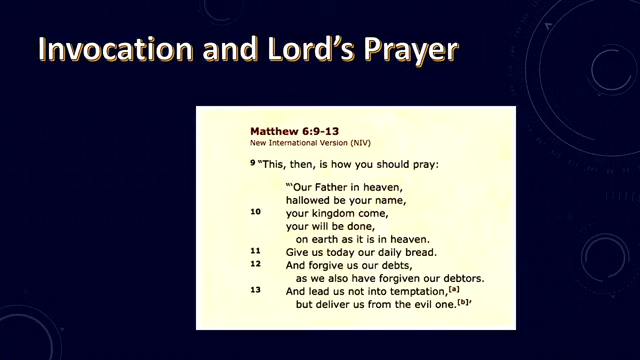 Invocation and Lord's Prayer
Matthew 6:9-13
New International Version (NIV)
9 “This, then, is how you should pray:
“‘Our Father in heaven,
hallowed be your name,
10 your kingdom come,
your will be done,
on earth as it is in heaven.
11 Give us today our daily bread.
12 And forgive us our debts,
as we also have forgiven our debtors.
13 And lead us not into temptation,[a]
but deliver us from the evil one.[b]’